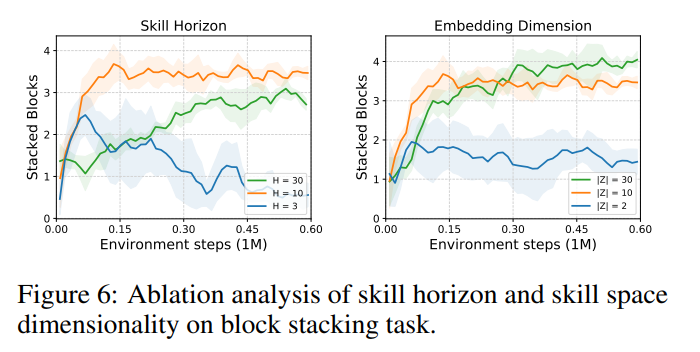 Skill Horizon
Stacked Blocks
4
3
2
1
0
0.00 0.15 0.30 0.45 0.60
Environment steps (1M)
H = 30
H = 10
H = 3
Embedding Dimension
Stacked Blocks
4
3
2
1
0
0.00 0.15 0.30 0.45 0.60
Environment steps (1M)
|Z| = 30
|Z| = 10
|Z| = 2
Figure 6: Ablation analysis of skill horizon and skill space
dimensionality on block stacking task.